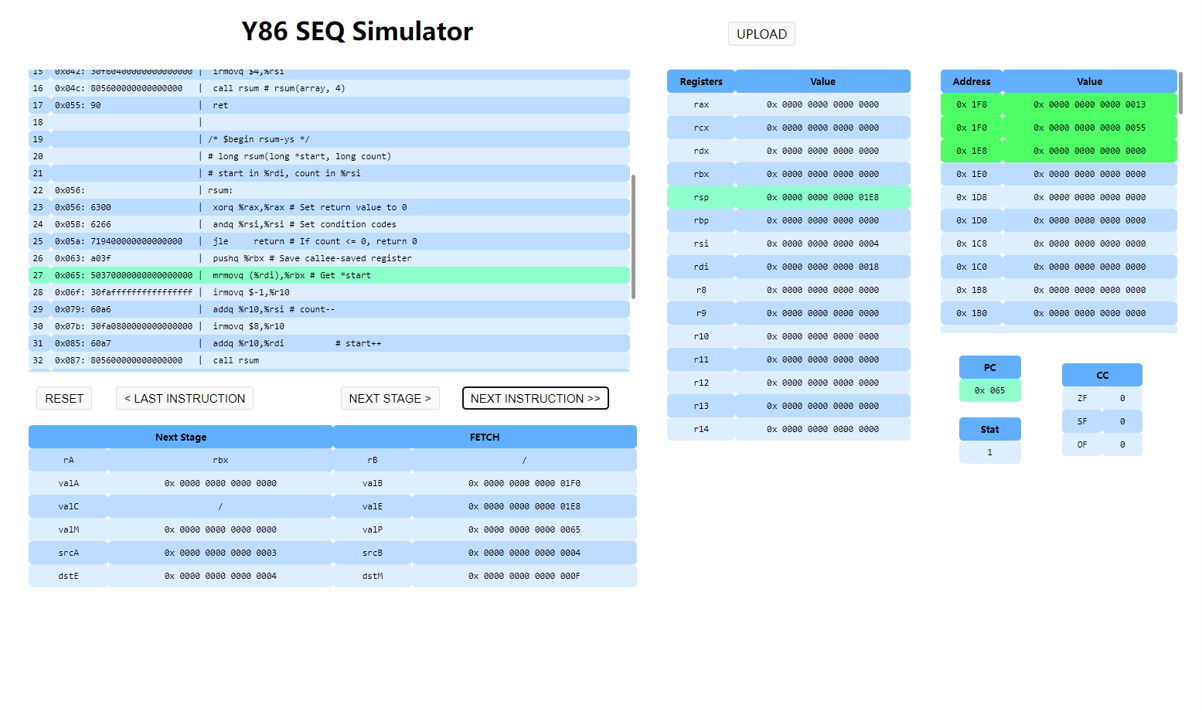 Y86 SEQ Simulator
UPLOAD
15 0x042: 30f60400000000000000 | irmovq $4,%rsi
16 0x04c: 805600000000000000 | call rsum # rsum(array, 4)
17 0x055: 90 | ret
18 |
19 | /* $begin rsum-ys */
20 | # long rsum(long *start, long count)
21 | # start in %rdi, count in %rsi
22 0x056: | rsum:
23 0x056: 6300 | xorq %rax,%rax # Set return value to 0
24 0x058: 6266 | andq %rsi,%rsi # Set condition codes
25 0x05a: 719400000000000000 | jle return # If count <= 0, return 0
26 0x063: a03f | pushq %rbx # Save callee-saved register
27 0x065: 50370000000000000000 | mrmovq (%rdi),%rbx # Get *start
28 0x06f: 30faffffffffffffffff | irmovq $-1,%r10
29 0x079: 60a6 | addq %r10,%rsi # count--
30 0x07b: 30fa0800000000000000 | irmovq $8,%r10
31 0x085: 60a7 | addq %r10,%rdi # start++
32 0x087: 805600000000000000 | call rsum
RESET
< LAST INSTRUCTION
NEXT STAGE >
NEXT INSTRUCTION >>
Next Stage FETCH
rA rbx rB /
valA 0x 0000 0000 0000 0000 valB 0x 0000 0000 0000 01F0
valC / valE 0x 0000 0000 0000 01E8
valM 0x 0000 0000 0000 0000 valP 0x 0000 0000 0000 0065
srcA 0x 0000 0000 0000 0003 srcB 0x 0000 0000 0000 0004
dstE 0x 0000 0000 0000 0004 dstM 0x 0000 0000 0000 000F
Registers Value
rax 0x 0000 0000 0000 0000
rcx 0x 0000 0000 0000 0000
rdx 0x 0000 0000 0000 0000
rbx 0x 0000 0000 0000 0000
rsp 0x 0000 0000 0000 01E8
rbp 0x 0000 0000 0000 0000
rsi 0x 0000 0000 0000 0004
rdi 0x 0000 0000 0000 0018
r8 0x 0000 0000 0000 0000
r9 0x 0000 0000 0000 0000
r10 0x 0000 0000 0000 0000
r11 0x 0000 0000 0000 0000
r12 0x 0000 0000 0000 0000
r13 0x 0000 0000 0000 0000
r14 0x 0000 0000 0000 0000
Address Value
0x 1F8 0x 0000 0000 0000 0013
0x 1F0 0x 0000 0000 0000 0055
0x 1E8 0x 0000 0000 0000 0000
0x 1E0 0x 0000 0000 0000 0000
0x 1D8 0x 0000 0000 0000 0000
0x 1D0 0x 0000 0000 0000 0000
0x 1C8 0x 0000 0000 0000 0000
0x 1C0 0x 0000 0000 0000 0000
0x 1B8 0x 0000 0000 0000 0000
0x 1B0 0x 0000 0000 0000 0000
PC
0x 065
Stat
1
CC
ZF 0
SF 0
OF 0